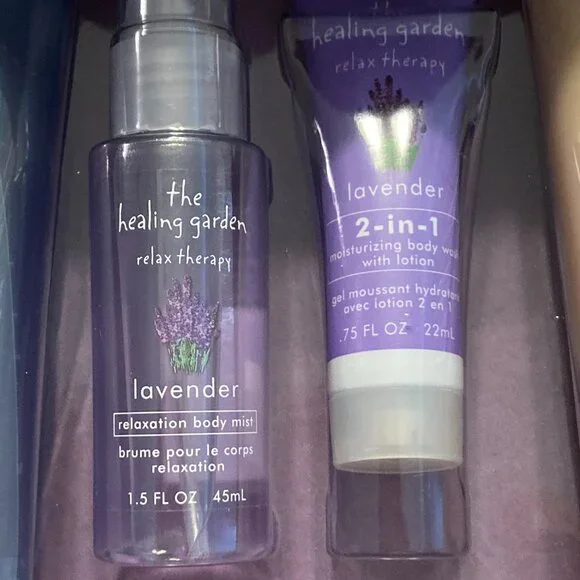 the
healing garden
relax therapy
lavender
relaxation body mist
brume pour le corps
relaxation
1.5 FL OZ 45mL
the
healing garden
relax therapy
lavender
2-in-1
moisturizing body wash
with lotion
gel moussant hydratant
avec lotion 2 en 1
.75 FL OZ 22mL